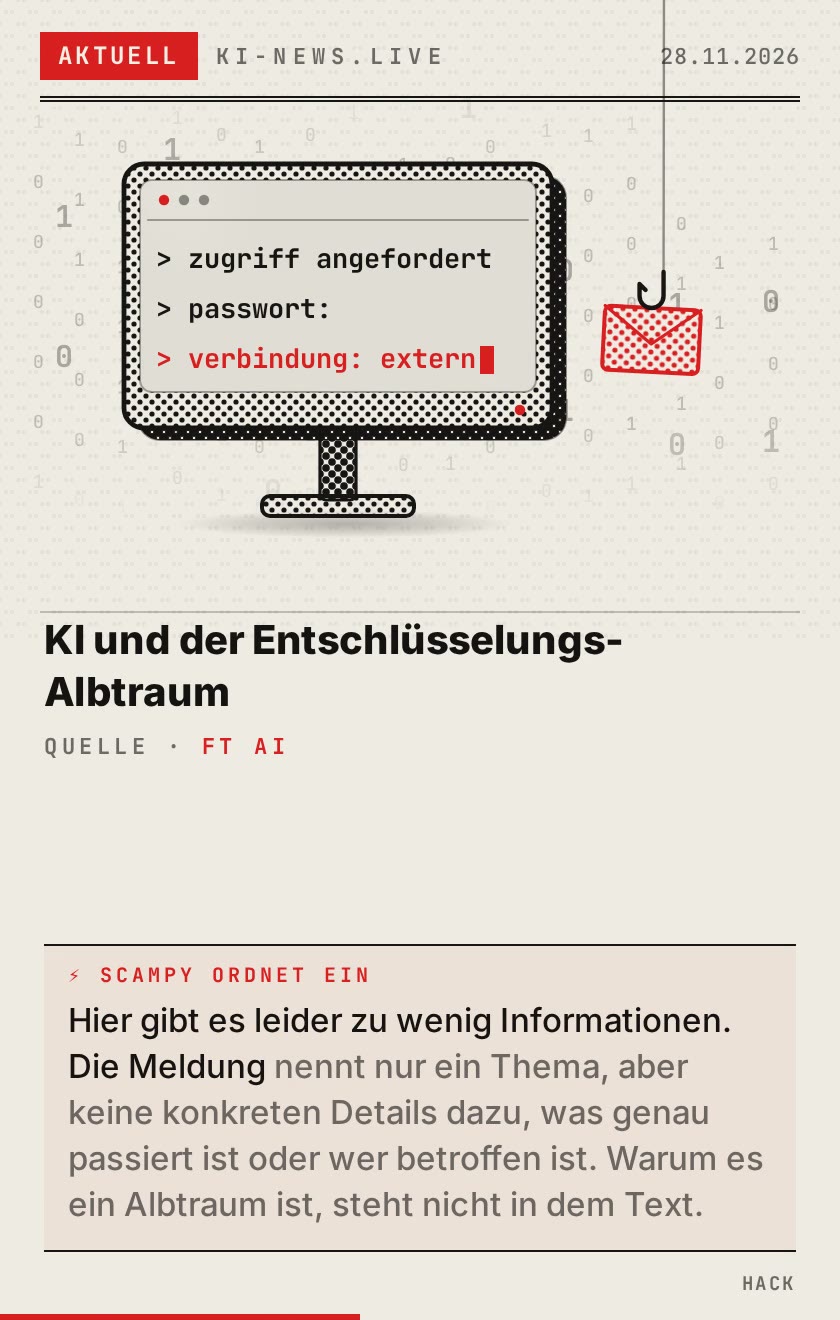 AKTUELL KI-NEWS.LIVE 28.11.2026
> zugriff angefordert
> passwort:
> verbindung: extern
KI und der Entschlüsselungs-
Albtraum
QUELLE · FT AI
⚡ SCAMPY ORDNET EIN
Hier gibt es leider zu wenig Informationen.
Die Meldung nennt nur ein Thema, aber
keine konkreten Details dazu, was genau
passiert ist oder wer betroffen ist. Warum es
ein Albtraum ist, steht nicht in dem Text.
HACK